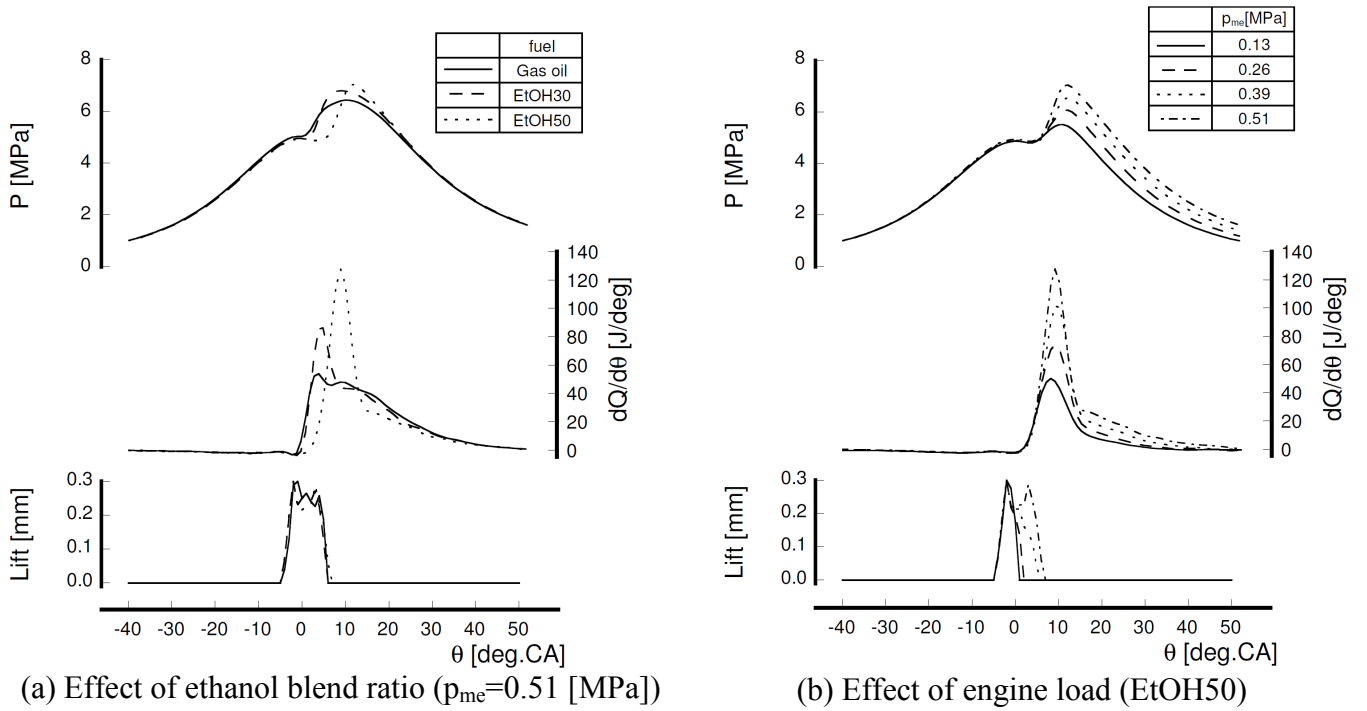 fuel
Gas oil
EtOH30
EtOH50
8
6
4
2
0
P [MPa]
140
120
100
80
60
40
20
0
dQ/dθ [J/deg]
0.3
0.2
0.1
0.0
Lift [mm]
-40 -30 -20 -10 0 10 20 30 40 50
θ [deg.CA]
(a) Effect of ethanol blend ratio (pme=0.51 [MPa])
pme[MPa]
0.13
0.26
0.39
0.51
8
6
4
2
0
P [MPa]
140
120
100
80
60
40
20
0
dQ/dθ [J/deg]
0.3
0.2
0.1
0.0
Lift [mm]
-40 -30 -20 -10 0 10 20 30 40 50
θ [deg.CA]
(b) Effect of engine load (EtOH50)